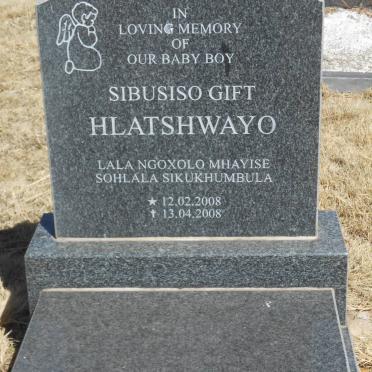 IN
LOVING MEMORY
OF
OUR BABY BOY
SIBUSISO GIFT
HLATSHWAYO
LALA NGOXOLO MHAYISE
SOHLALA SIKUKHUMBULA
★ 12.02.2008
✝ 13.04.2008